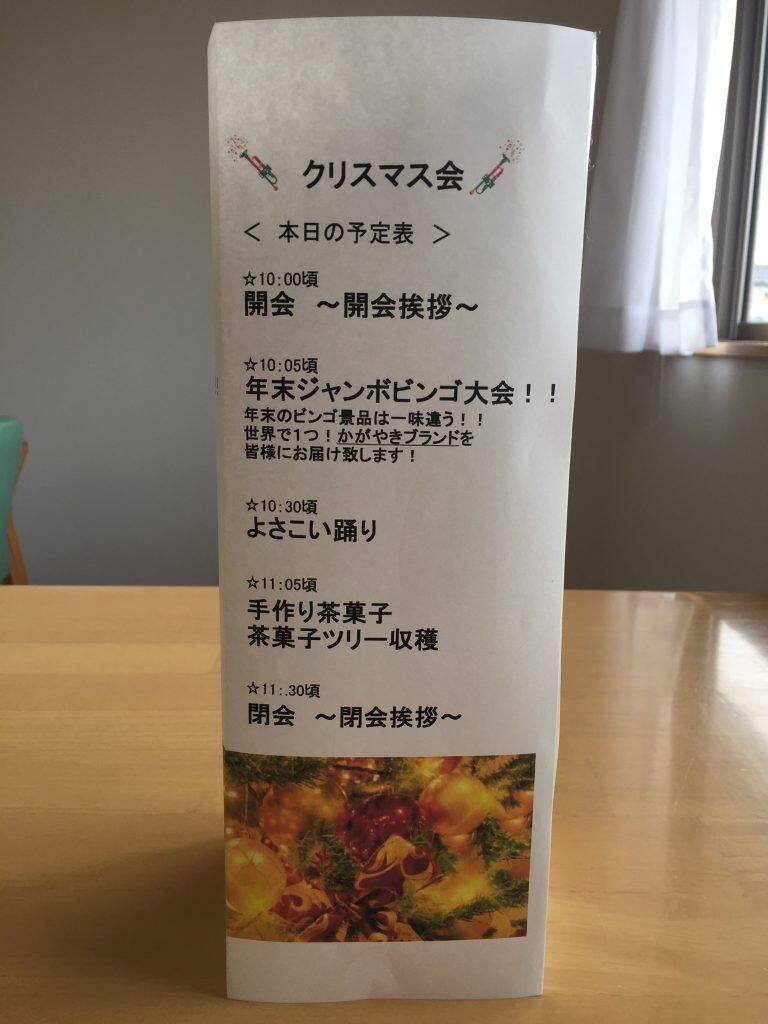 クリスマス会
＜ 本日の予定表 ＞
☆10:00頃
開会 ～開会挨拶～
☆10:05頃
年末ジャンボビンゴ大会！！
年末のビンゴ景品は一味違う！！
世界で1つ！かがやきブランドを
皆様にお届け致します！
☆10:30頃
よさこい踊り
☆11:05頃
手作り茶菓子
茶菓子ツリー収穫
☆11:.30頃
閉会 ～閉会挨拶～